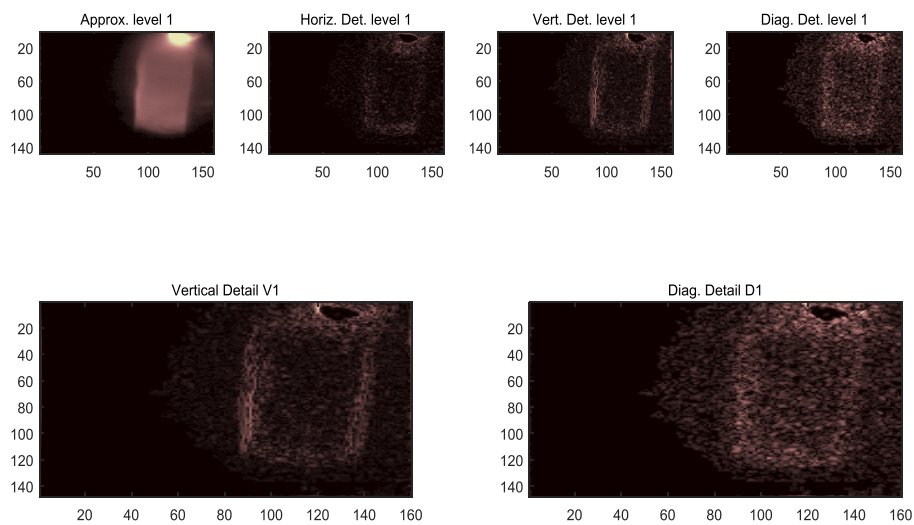 Approx. level 1 Horiz. Det. level 1 Vert. Det. level 1 Diag. Det. level 1
20 20 20 20
60 60 60 60
100 100 100 100
140 140 140 140
50 100 150 50 100 150 50 100 150 50 100 150
Vertical Detail V1 Diag. Detail D1
20 20
40 40
60 60
80 80
100 100
120 120
140 140
20 40 60 80 100 120 140 160 20 40 60 80 100 120 140 160